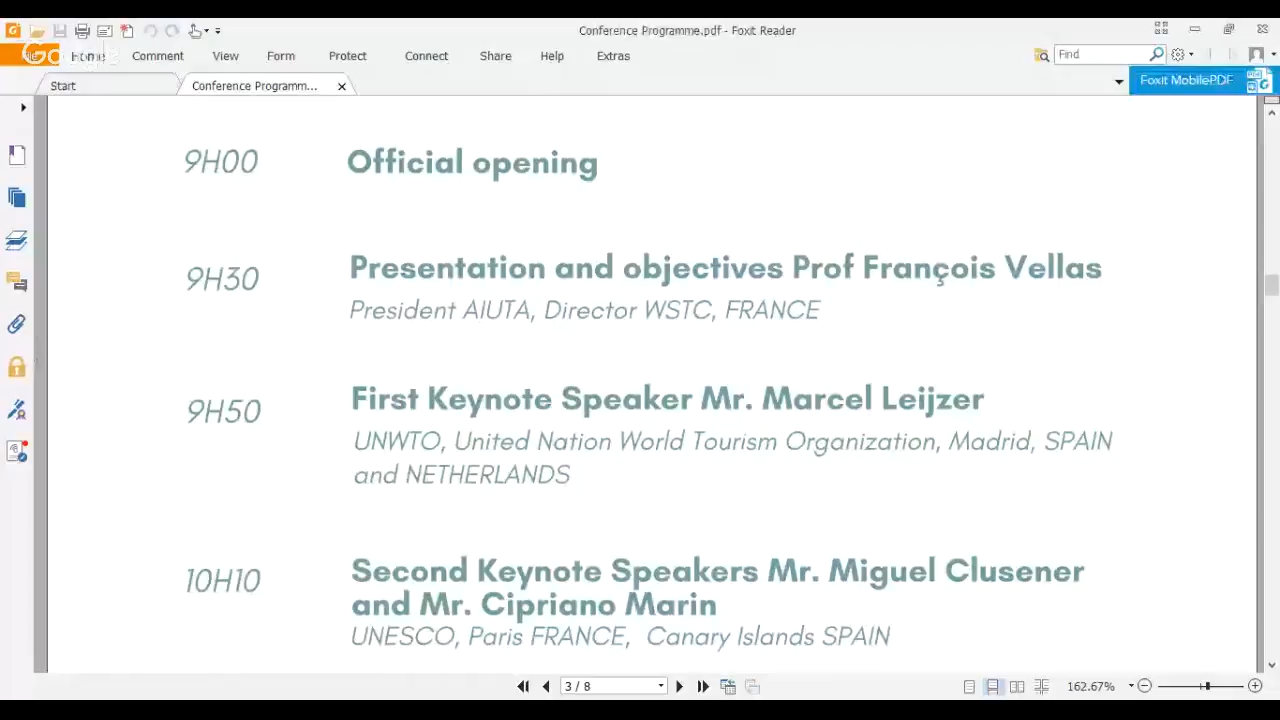 Conference Programme.pdf - Foxit Reader
Google
Home Comment View Form Protect Connect Share Help Extras
Find
Start
Conference Programm...
Foxit MobilePDF
9H00 Official opening
9H30 Presentation and objectives Prof François Vellas
President AIUTA, Director WSTC, FRANCE
9H50 First Keynote Speaker Mr. Marcel Leijzer
UNWTO, United Nation World Tourism Organization, Madrid, SPAIN
and NETHERLANDS
10H10 Second Keynote Speakers Mr. Miguel Clusener
and Mr. Cipriano Marin
UNESCO, Paris FRANCE, Canary Islands SPAIN
3 / 8
162.67%